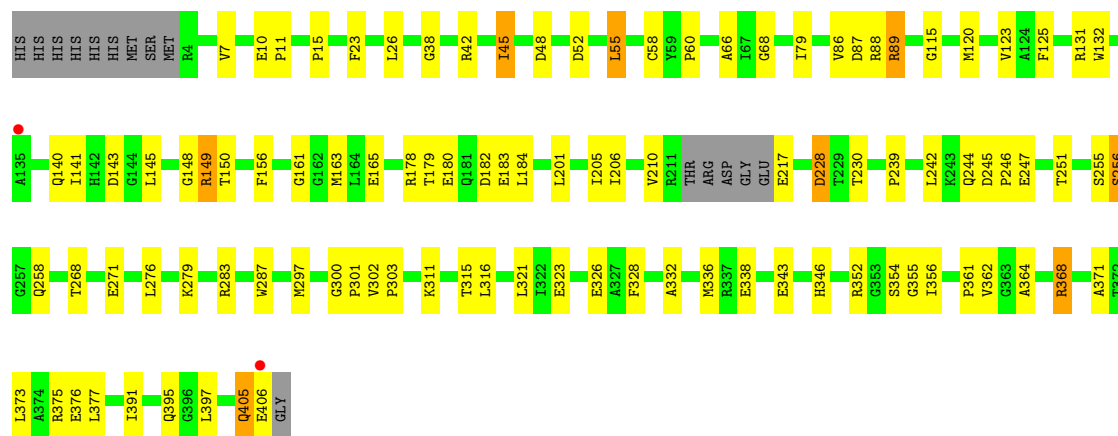 HIS HIS HIS HIS HIS HIS MET SER MET R4 V7 E10 P11 P15 F23 L26 G38 R42 I45 D48 D52 L55 C58 Y59 P60 A66 I67 G68 I79 V86 D87 R88 R89 G115 M120 V123 A124 F125 R131 W132
A135 Q140 I141 H142 D143 G144 L145 G148 R149 T150 F156 G161 G162 M163 L164 E165 R178 T179 E180 Q181 D182 E183 L184 L201 I205 I206 V210 R211 THR ARG ASP GLY GLU E217 D228 T229 T230 P239 L242 K243 Q244 D245 P246 E247 T251 S255 S256
G257 Q258 T268 E271 L276 K279 R283 W287 M297 G300 P301 V302 P303 K311 T315 L316 L321 I322 E323 E326 A327 F328 A332 M336 R337 E338 E343 H346 R352 G353 S354 G355 I356 P361 V362 G363 A364 R368 A371 T372
L373 A374 R375 E376 L377 I391 Q395 G396 L397 Q405 E406 GLY